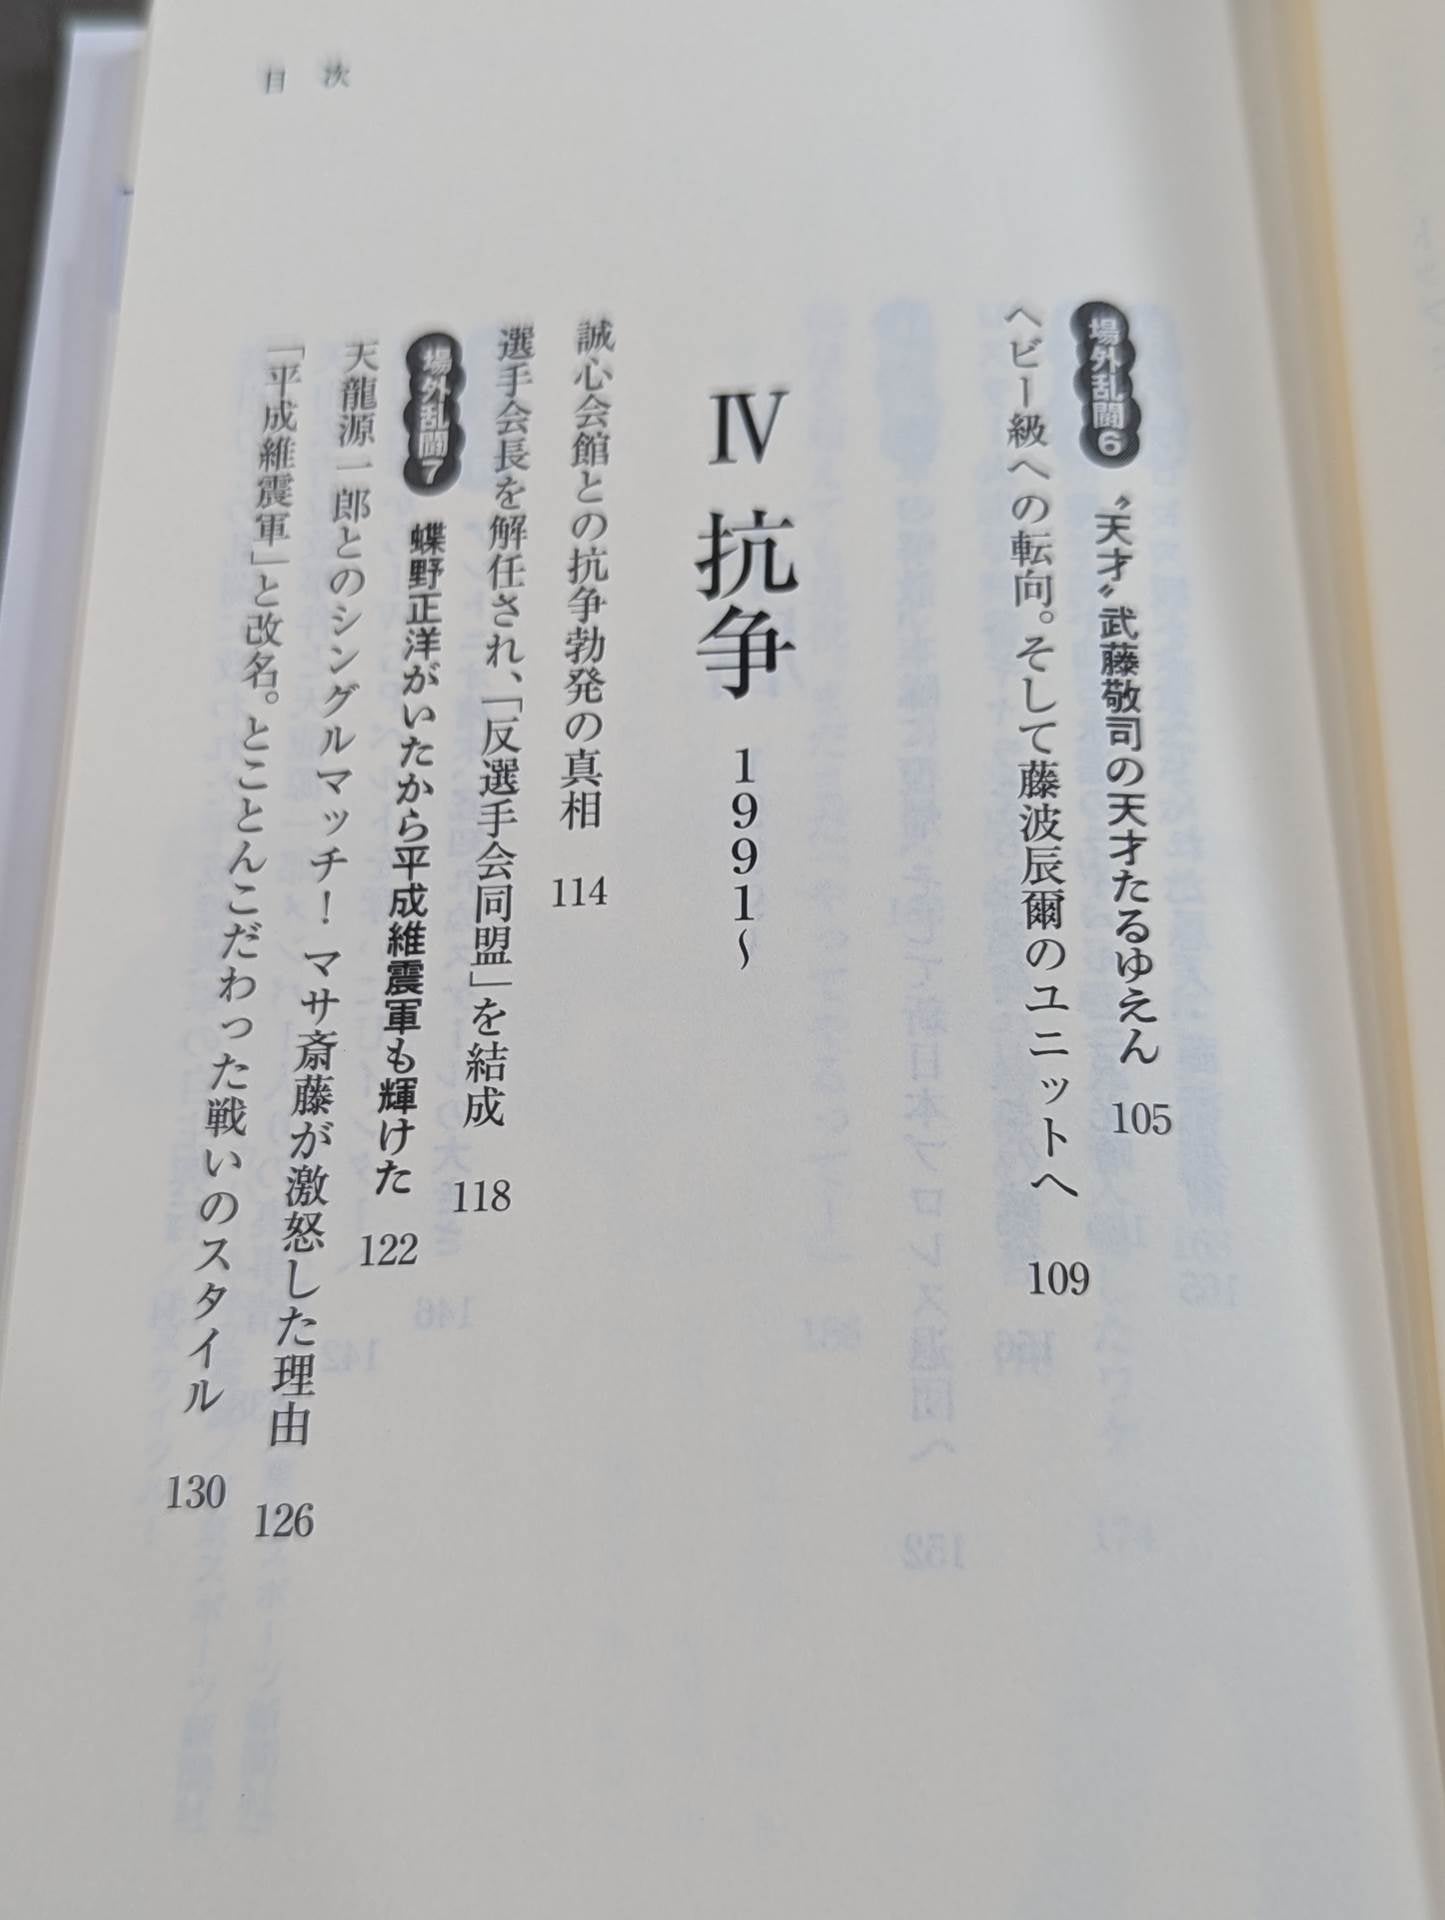 目次
場外乱闘6 〝天才〟武藤敬司の天才たるゆえん 105
ヘビー級への転向。そして藤波辰爾のユニットへ 109
Ⅳ 抗争 1991〜
誠心会館との抗争勃発の真相 114
選手会長を解任され、「反選手会同盟」を結成 118
場外乱闘7 蝶野正洋がいたから平成維震軍も輝けた 122
天龍源一郎とのシングルマッチ！ マサ斎藤が激怒した理由 126
「平成維震軍」と改名。とことんこだわった戦いのスタイル 130